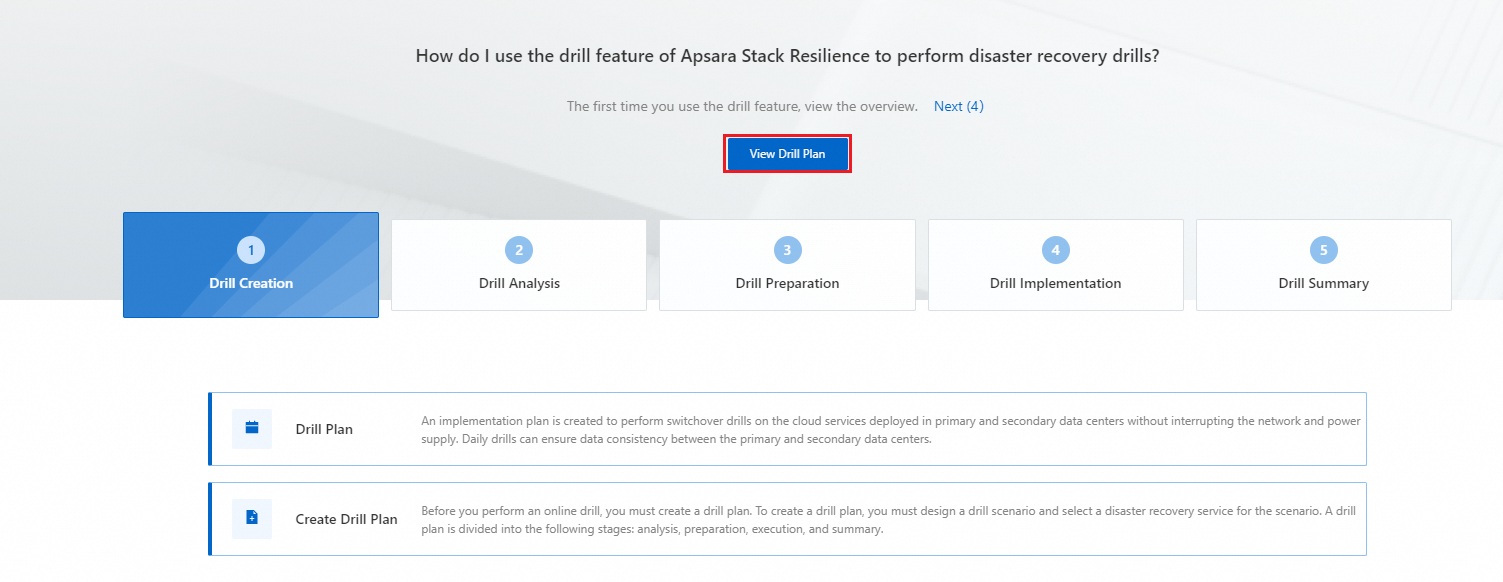 How do I use the drill feature of Apsara Stack Resilience to perform disaster recovery drills?
The first time you use the drill feature, view the overview. Next (4)
View Drill Plan
1
Drill Creation
2
Drill Analysis
3
Drill Preparation
4
Drill Implementation
5
Drill Summary
Drill Plan
An implementation plan is created to perform switchover drills on the cloud services deployed in primary and secondary data centers without interrupting the network and power
supply. Daily drills can ensure data consistency between the primary and secondary data centers.
Create Drill Plan
Before you perform an online drill, you must create a drill plan. To create a drill plan, you must design a drill scenario and select a disaster recovery service for the scenario. A drill
plan is divided into the following stages: analysis, preparation, execution, and summary.